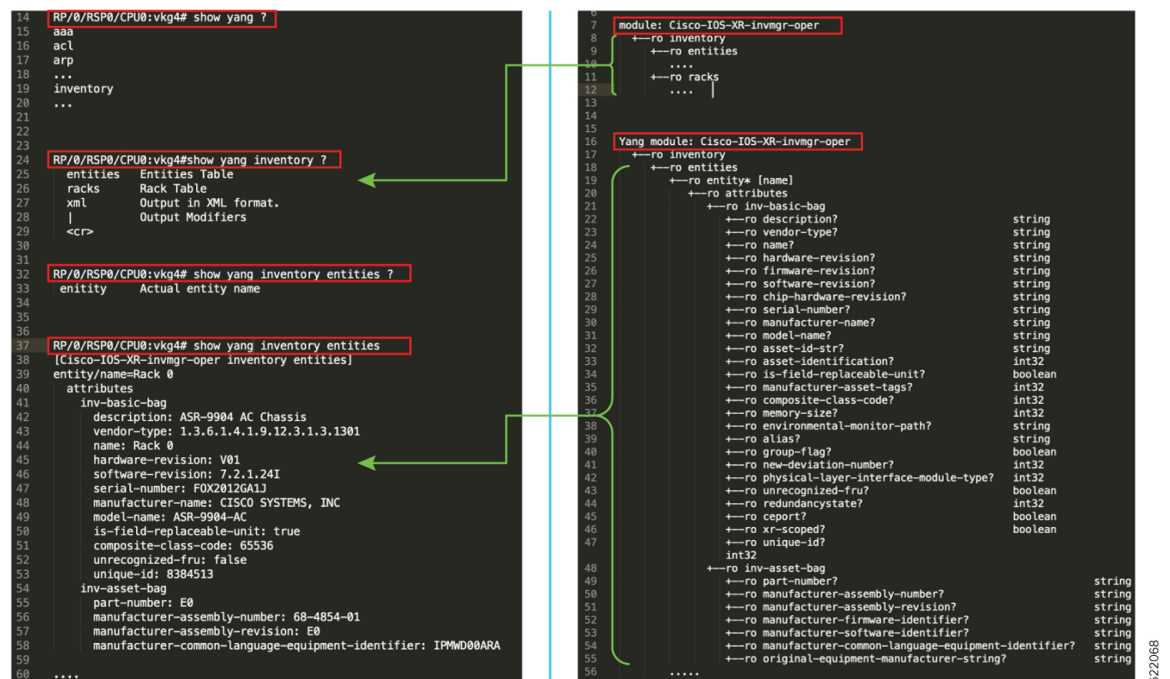 14 RP/0/RSP0/CPU0:vkg4# show yang ?
15 aaa
16 acl
17 arp
18 ...
19 inventory
20 ...
21
22
23
24 RP/0/RSP0/CPU0:vkg4#show yang inventory ?
25 entities Entities Table
26 racks Rack Table
27 xml Output in XML format.
28 | Output Modifiers
29 <cr>
30
31
32 RP/0/RSP0/CPU0:vkg4# show yang inventory entities ?
33 enitity Actual entity name
34
35
36
37 RP/0/RSP0/CPU0:vkg4# show yang inventory entities
38 [Cisco-IOS-XR-invmgr-oper inventory entities]
39 entity/name=Rack 0
40 attributes
41 inv-basic-bag
42 description: ASR-9904 AC Chassis
43 vendor-type: 1.3.6.1.4.1.9.12.3.1.3.1301
44 name: Rack 0
45 hardware-revision: V01
46 software-revision: 7.2.1.24I
47 serial-number: FOX2012GA1J
48 manufacturer-name: CISCO SYSTEMS, INC
49 model-name: ASR-9904-AC
50 is-field-replaceable-unit: true
51 composite-class-code: 65536
52 unrecognized-fru: false
53 unique-id: 8384513
54 inv-asset-bag
55 part-number: E0
56 manufacturer-assembly-number: 68-4854-01
57 manufacturer-assembly-revision: E0
58 manufacturer-common-language-equipment-identifier: IPMWD00ARA
59
60 ....
6
7 module: Cisco-IOS-XR-invmgr-oper
8 +--ro inventory
9 +--ro entities
10 ....
11 +--ro racks
12 ....
13
14
15
16 Yang module: Cisco-IOS-XR-invmgr-oper
17 +--ro inventory
18 +--ro entities
19 +--ro entity* [name]
20 +--ro attributes
21 +--ro inv-basic-bag
22 +--ro description? string
23 +--ro vendor-type? string
24 +--ro name? string
25 +--ro hardware-revision? string
26 +--ro firmware-revision? string
27 +--ro software-revision? string
28 +--ro chip-hardware-revision? string
29 +--ro serial-number? string
30 +--ro manufacturer-name? string
31 +--ro model-name? string
32 +--ro asset-id-str? string
33 +--ro asset-identification? int32
34 +--ro is-field-replaceable-unit? boolean
35 +--ro manufacturer-asset-tags? int32
36 +--ro composite-class-code? int32
37 +--ro memory-size? int32
38 +--ro environmental-monitor-path? string
39 +--ro alias? string
40 +--ro group-flag? boolean
41 +--ro new-deviation-number? int32
42 +--ro physical-layer-interface-module-type? int32
43 +--ro unrecognized-fru? boolean
44 +--ro redundancystate? int32
45 +--ro ceport? boolean
46 +--ro xr-scoped? boolean
47 +--ro unique-id?
int32
48 +--ro inv-asset-bag
49 +--ro part-number? string
50 +--ro manufacturer-assembly-number? string
51 +--ro manufacturer-assembly-revision? string
52 +--ro manufacturer-firmware-identifier? string
53 +--ro manufacturer-software-identifier? string
54 +--ro manufacturer-common-language-equipment-identifier? string
55 +--ro original-equipment-manufacturer-string? string
56 .....